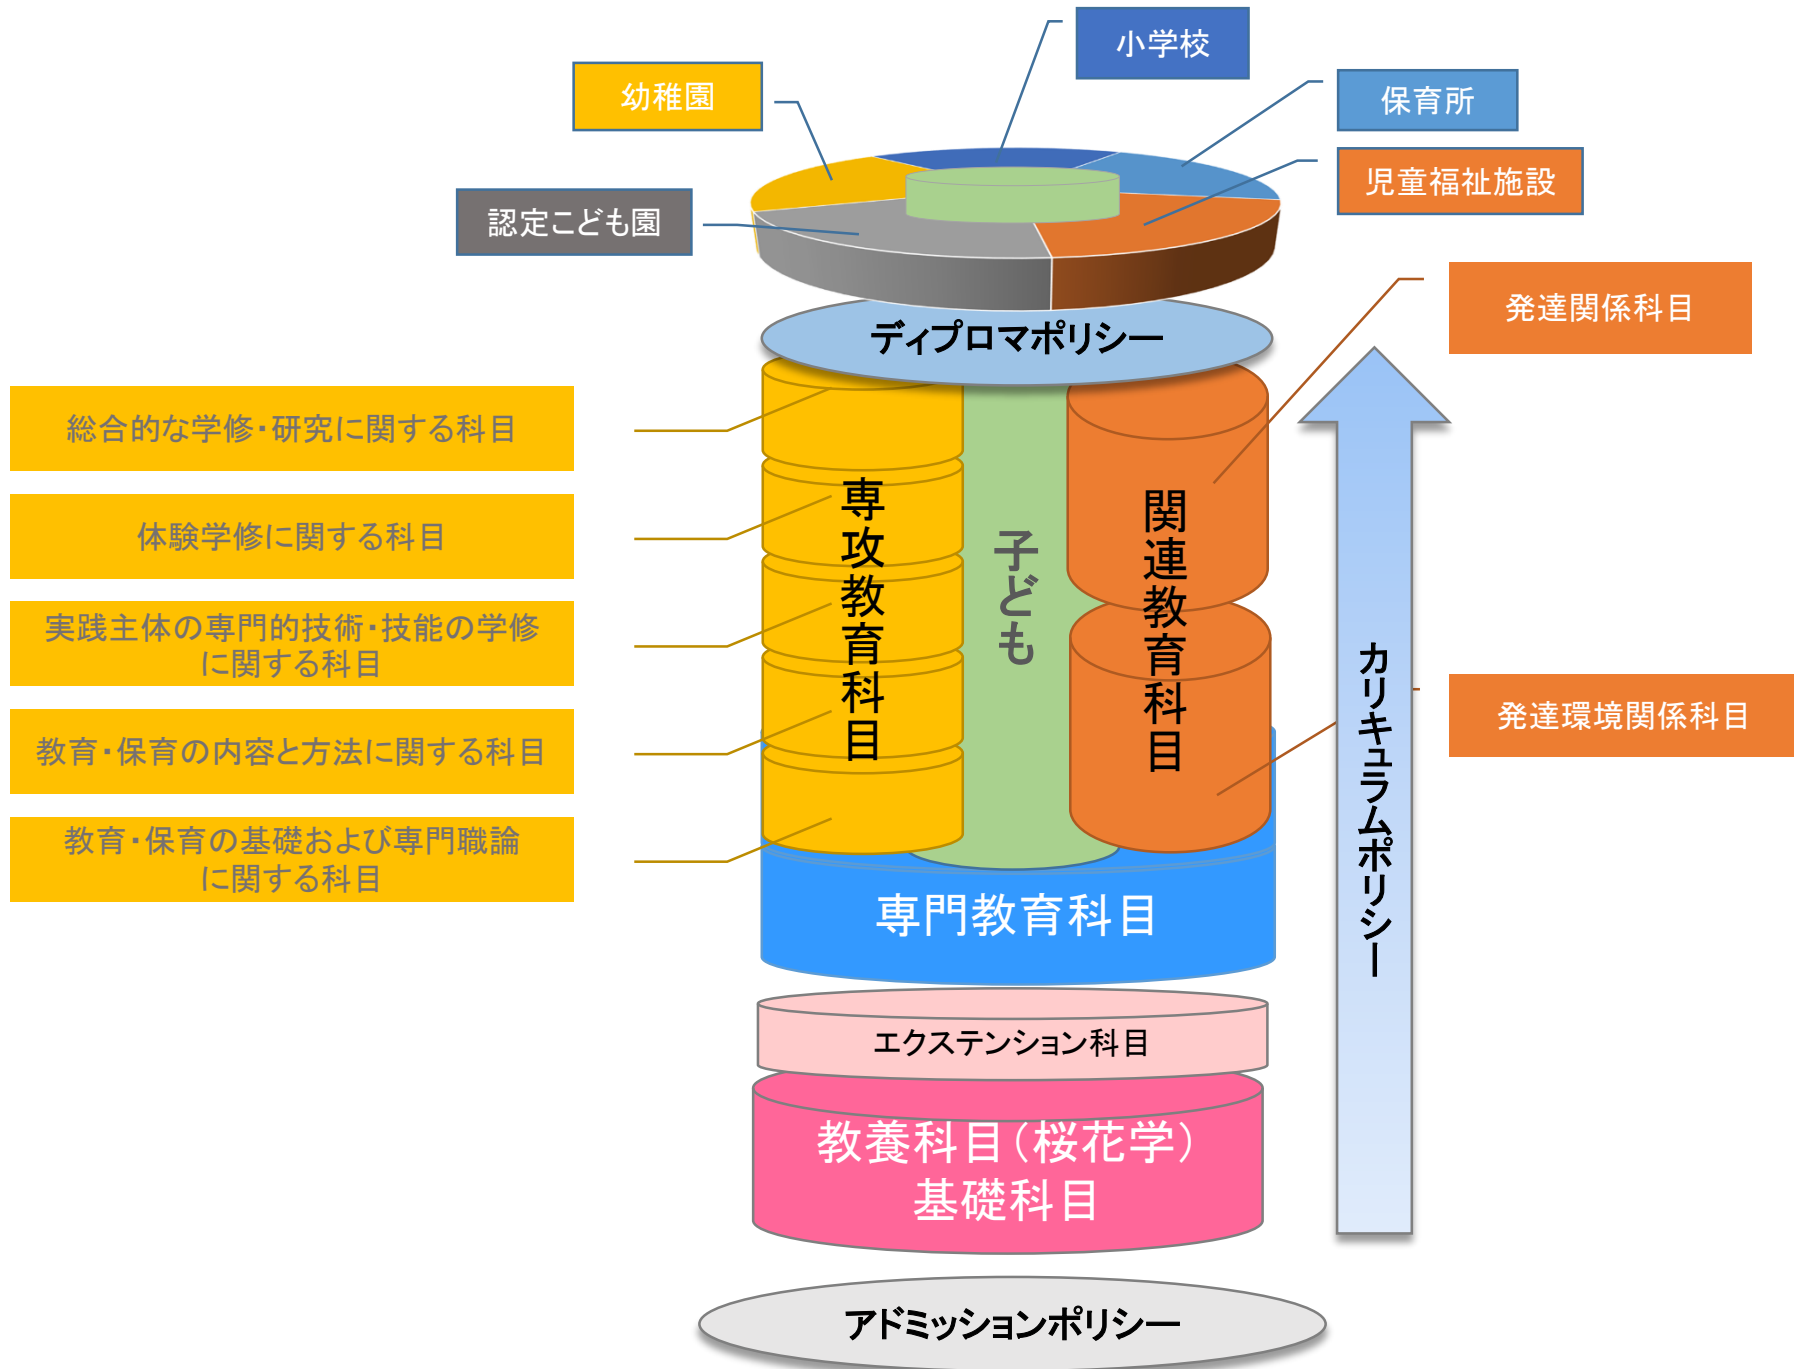 小学校
幼稚園
保育所
児童福祉施設
認定こども園
発達関係科目
ディプロマポリシー
総合的な学修・研究に関する科目
体験学修に関する科目
実践主体の専門的技術・技能の学修
に関する科目
教育・保育の内容と方法に関する科目
教育・保育の基礎および専門職論
に関する科目
専攻教育科目
子ども
関連教育科目
発達環境関係科目
カリキュラムポリシー
専門教育科目
エクステンション科目
教養科目（桜花学）
基礎科目
アドミッションポリシー